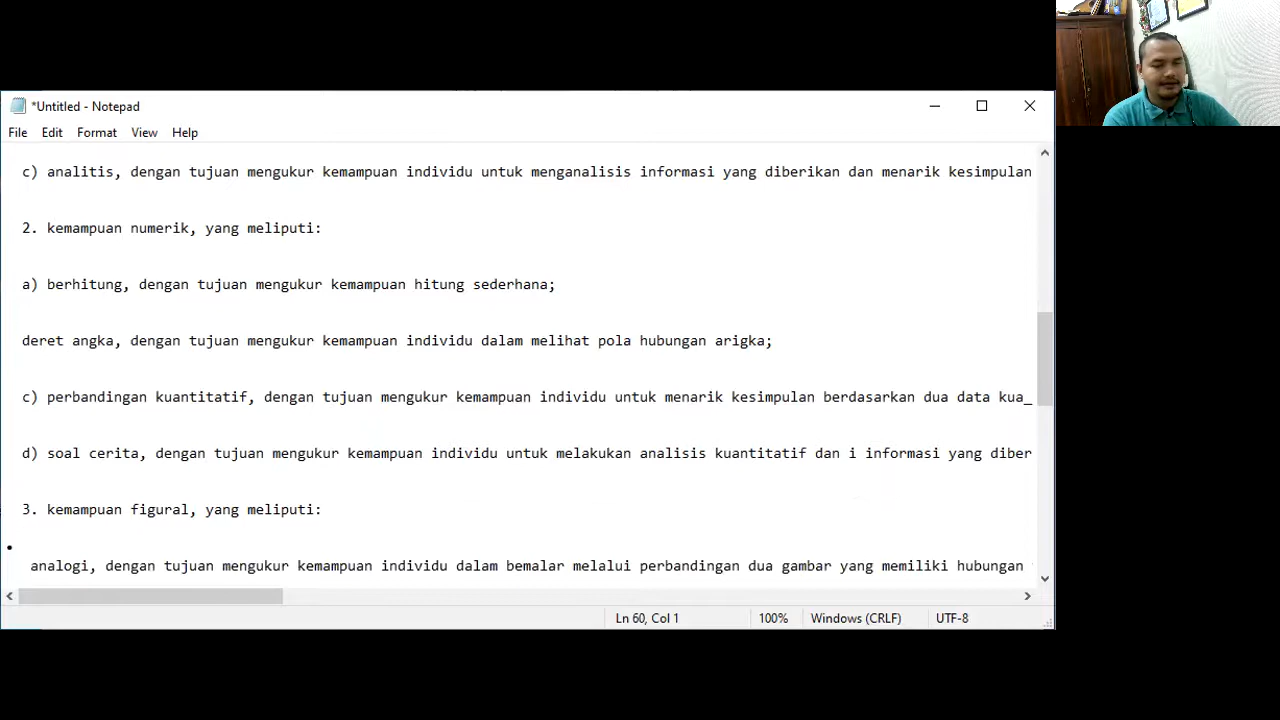 *Untitled - Notepad
File Edit Format View Help
c) analitis, dengan tujuan mengukur kemampuan individu untuk menganalisis informasi yang diberikan dan menarik kesimpulan
2. kemampuan numerik, yang meliputi:
a) berhitung, dengan tujuan mengukur kemampuan hitung sederhana;
deret angka, dengan tujuan mengukur kemampuan individu dalam melihat pola hubungan arigka;
c) perbandingan kuantitatif, dengan tujuan mengukur kemampuan individu untuk menarik kesimpulan berdasarkan dua data kua_
d) soal cerita, dengan tujuan mengukur kemampuan individu untuk melakukan analisis kuantitatif dan i informasi yang diber
3. kemampuan figural, yang meliputi:
analogi, dengan tujuan mengukur kemampuan individu dalam bemalar melalui perbandingan dua gambar yang memiliki hubungan
Ln 60, Col 1 100% Windows (CRLF) UTF-8